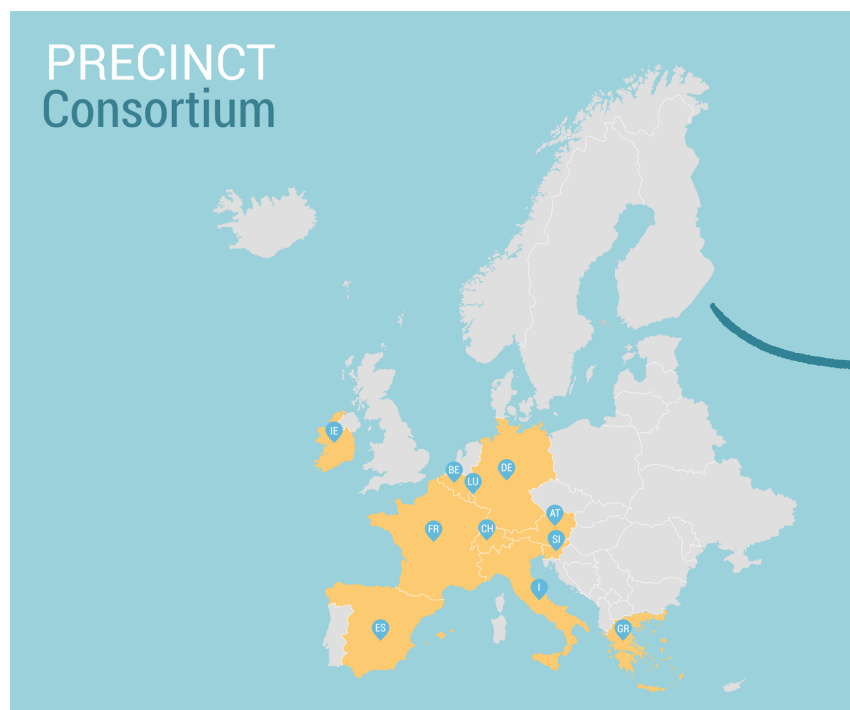 PRECINCT
Consortium
IE
BE
DE
LU
AT
FR
CH
SI
I
ES
GR